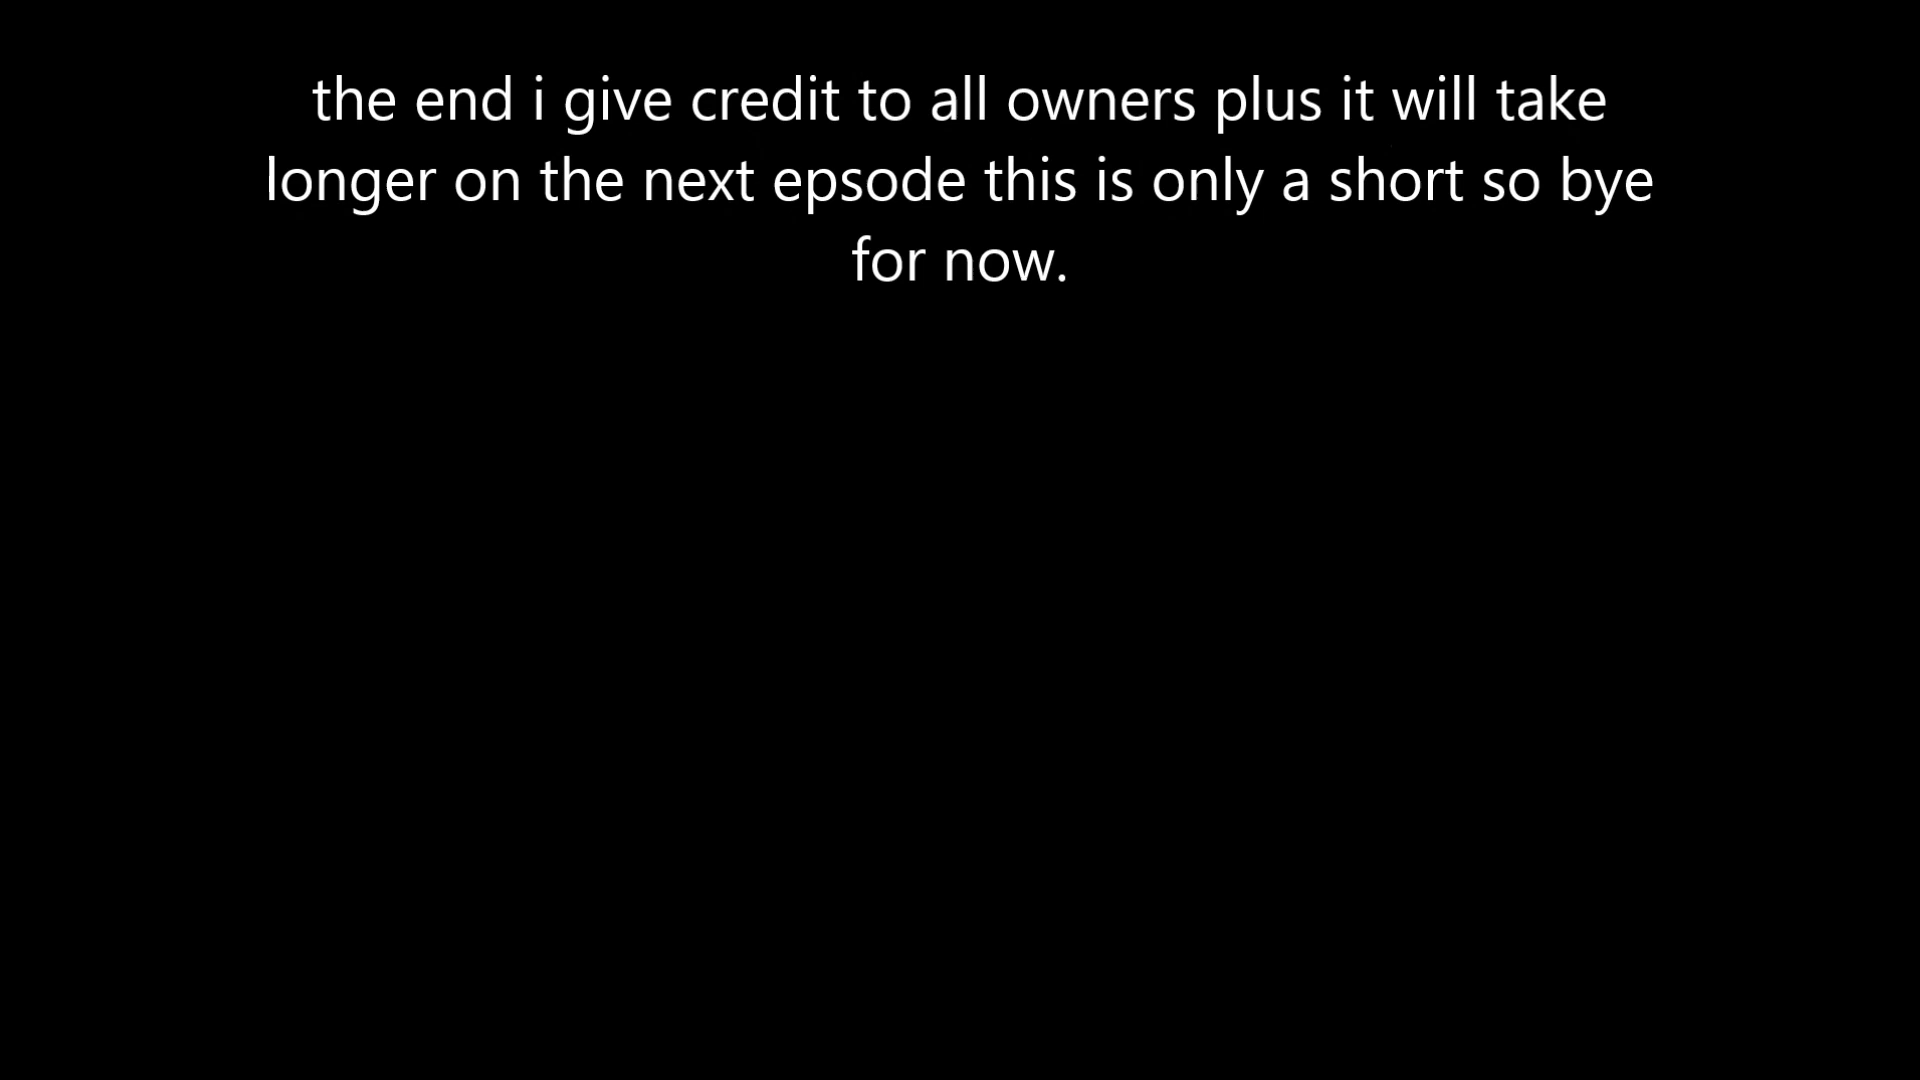 the end i give credit to all owners plus it will take
longer on the next epsode this is only a short so bye
for now.